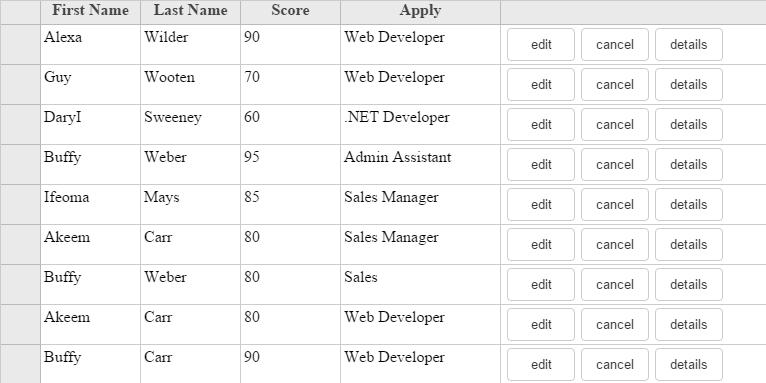 First Name Last Name Score Apply
Alexa Wilder 90 Web Developer edit cancel details
Guy Wooten 70 Web Developer edit cancel details
DaryI Sweeney 60 .NET Developer edit cancel details
Buffy Weber 95 Admin Assistant edit cancel details
Ifeoma Mays 85 Sales Manager edit cancel details
Akeem Carr 80 Sales Manager edit cancel details
Buffy Weber 80 Sales edit cancel details
Akeem Carr 80 Web Developer edit cancel details
Buffy Carr 90 Web Developer edit cancel details